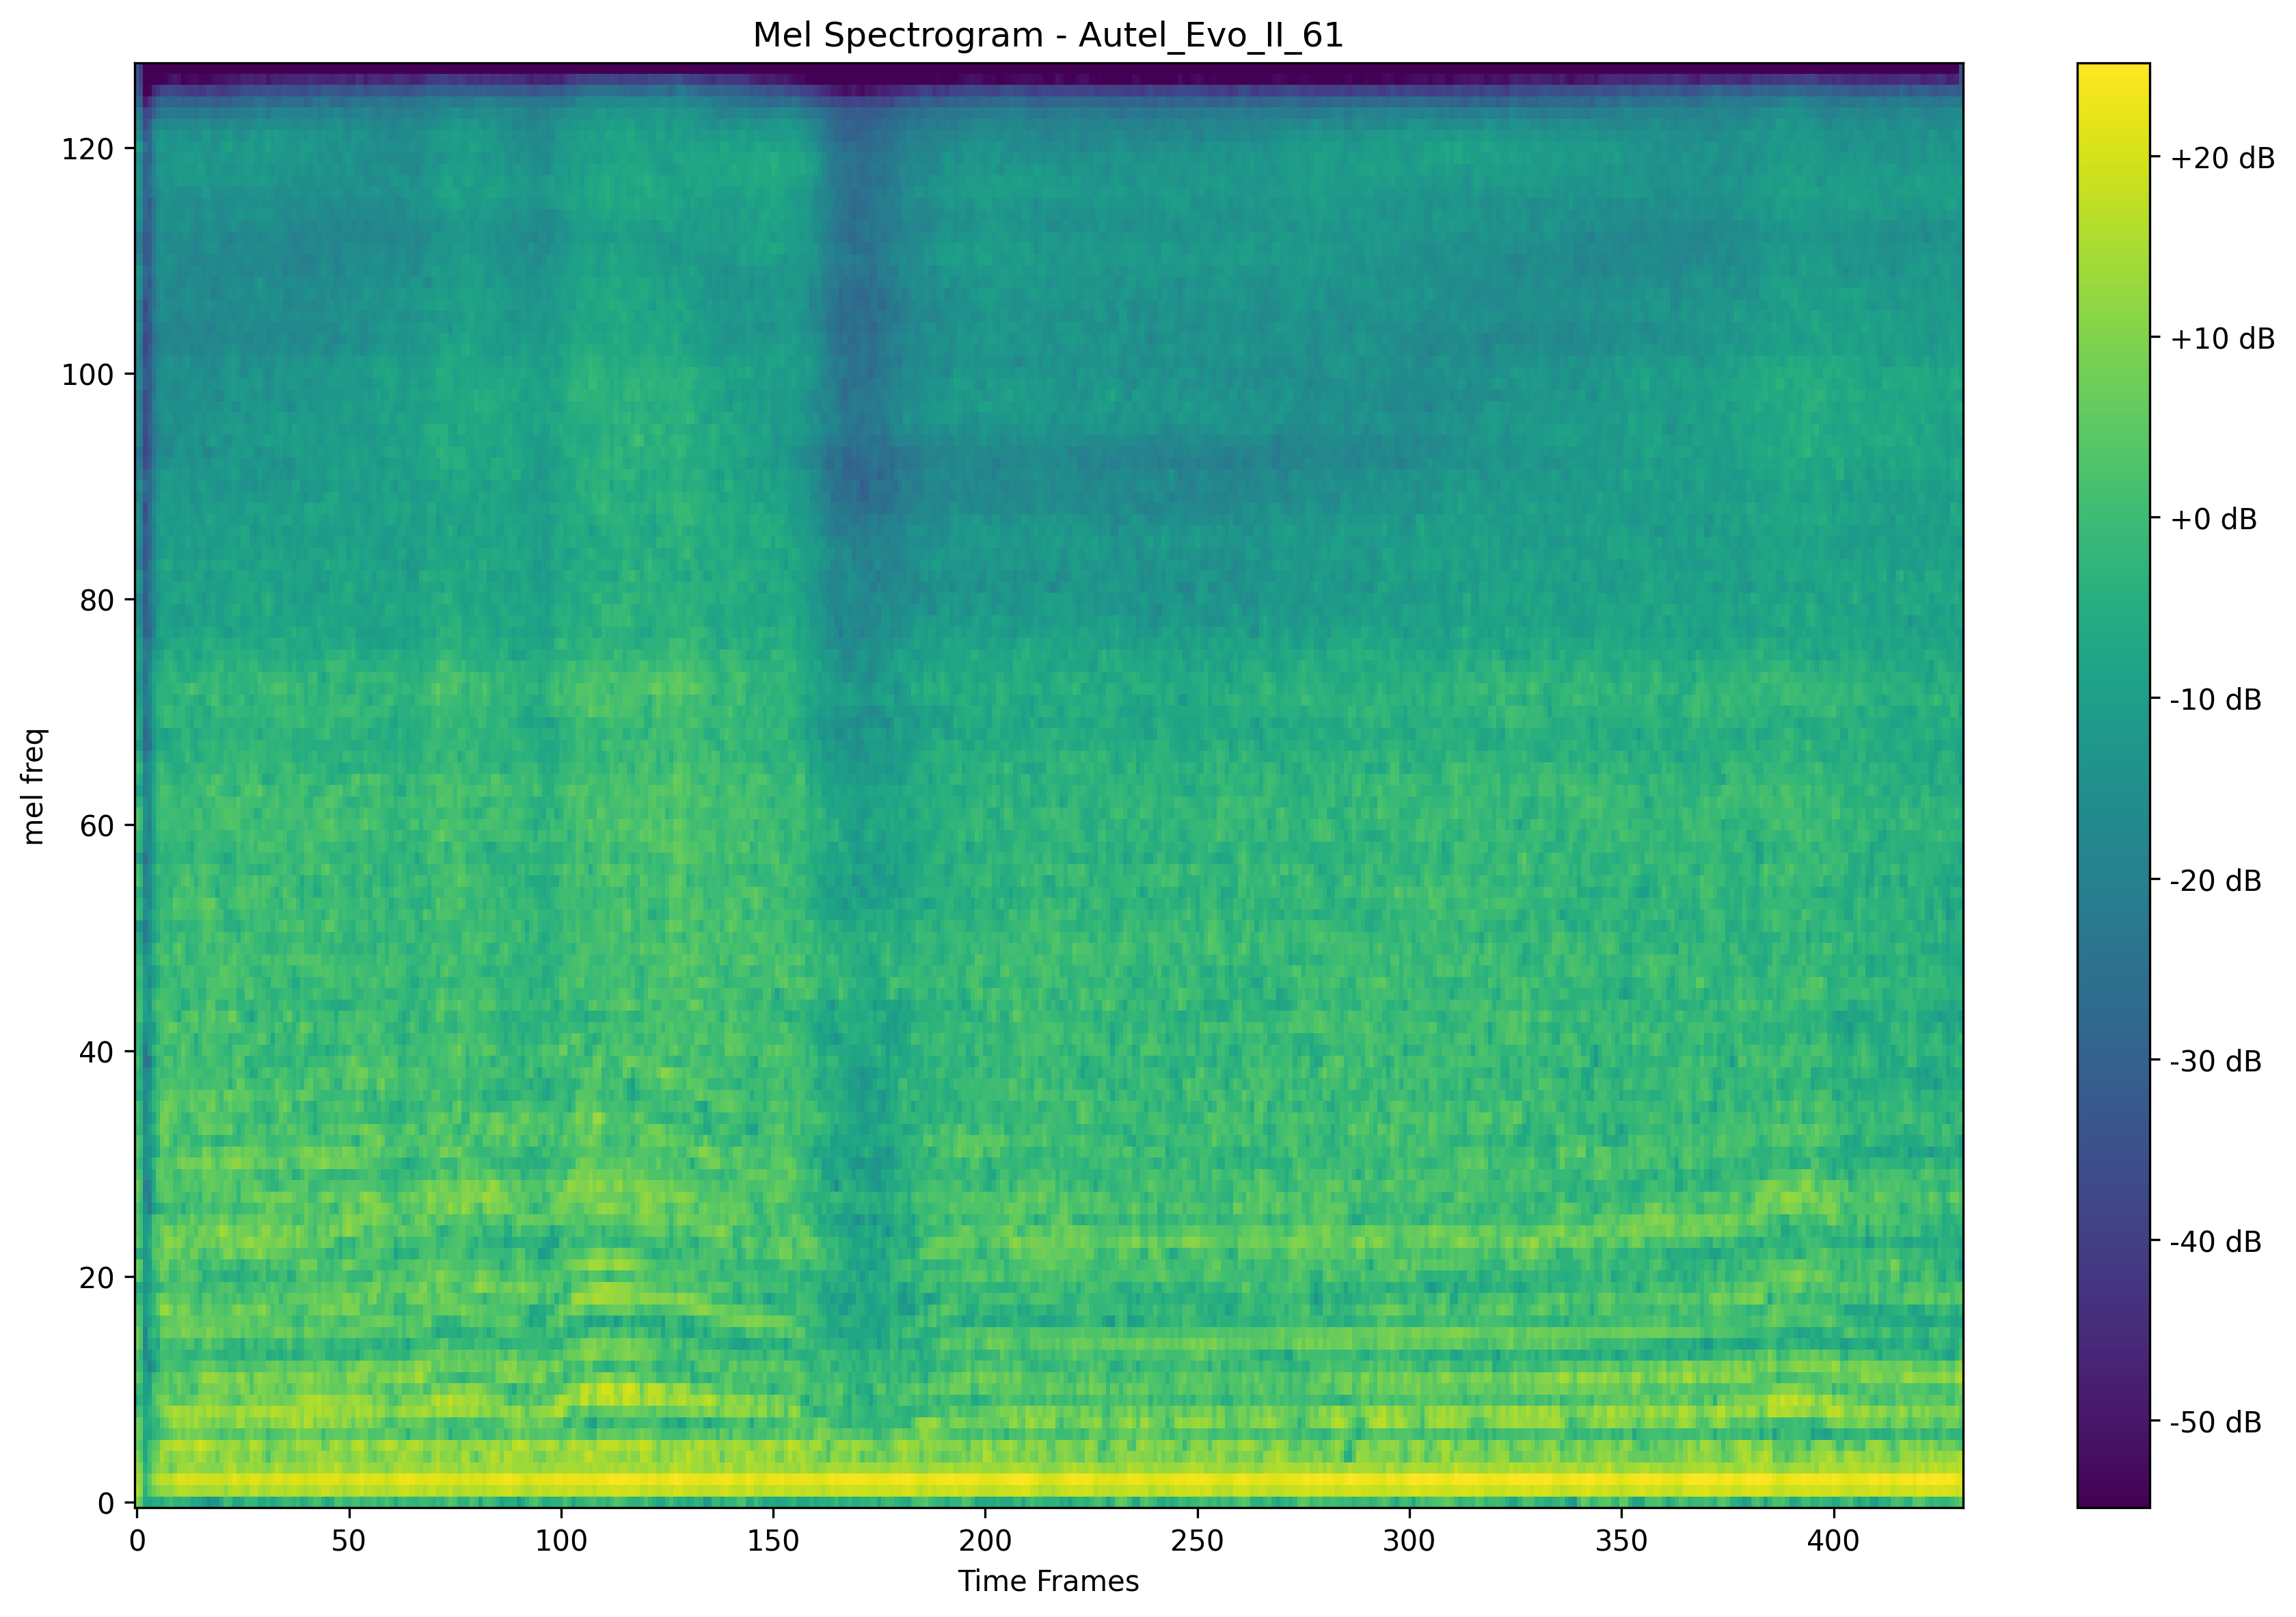 Mel Spectrogram - Autel_Evo_II_61
mel freq
120
100
80
60
40
20
0
0 50 100 150 200 250 300 350 400
Time Frames
+20 dB
+10 dB
+0 dB
-10 dB
-20 dB
-30 dB
-40 dB
-50 dB